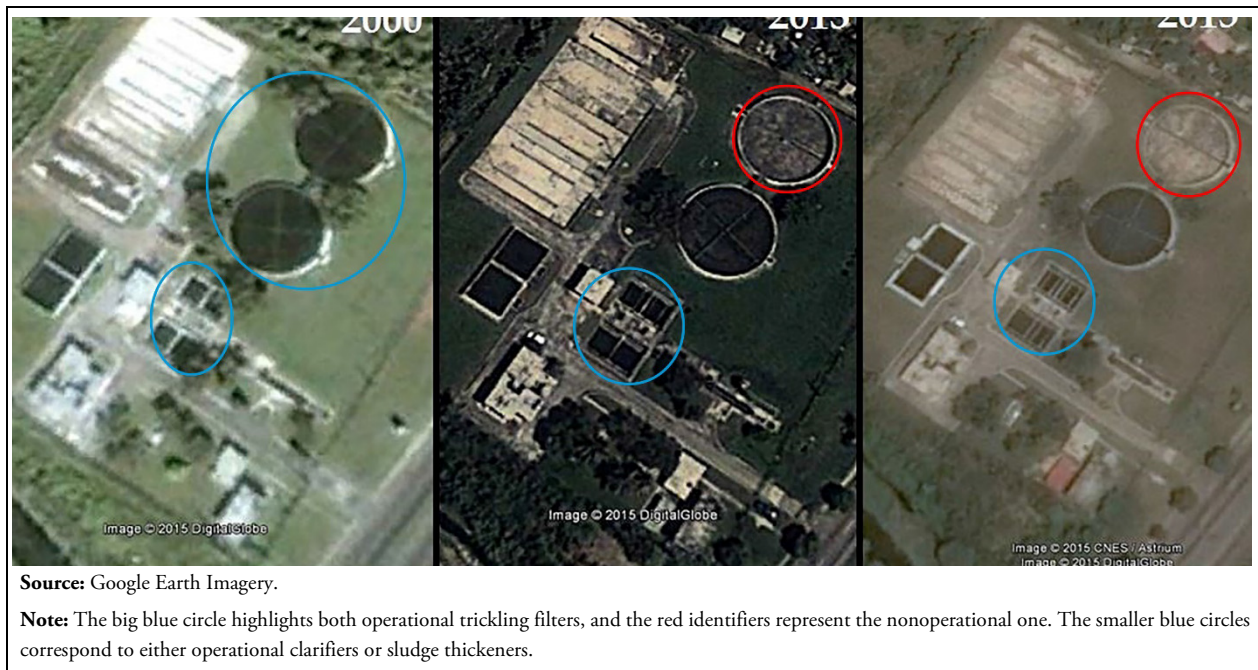 2000
Image © 2015 DigitalGlobe
Image © 2015 DigitalGlobe
Image © 2015 CNES / Astrium
Image © 2015 DigitalGlobe
Source: Google Earth Imagery.
Note: The big blue circle highlights both operational trickling filters, and the red identifiers represent the nonoperational one. The smaller blue circles
correspond to either operational clarifiers or sludge thickeners.